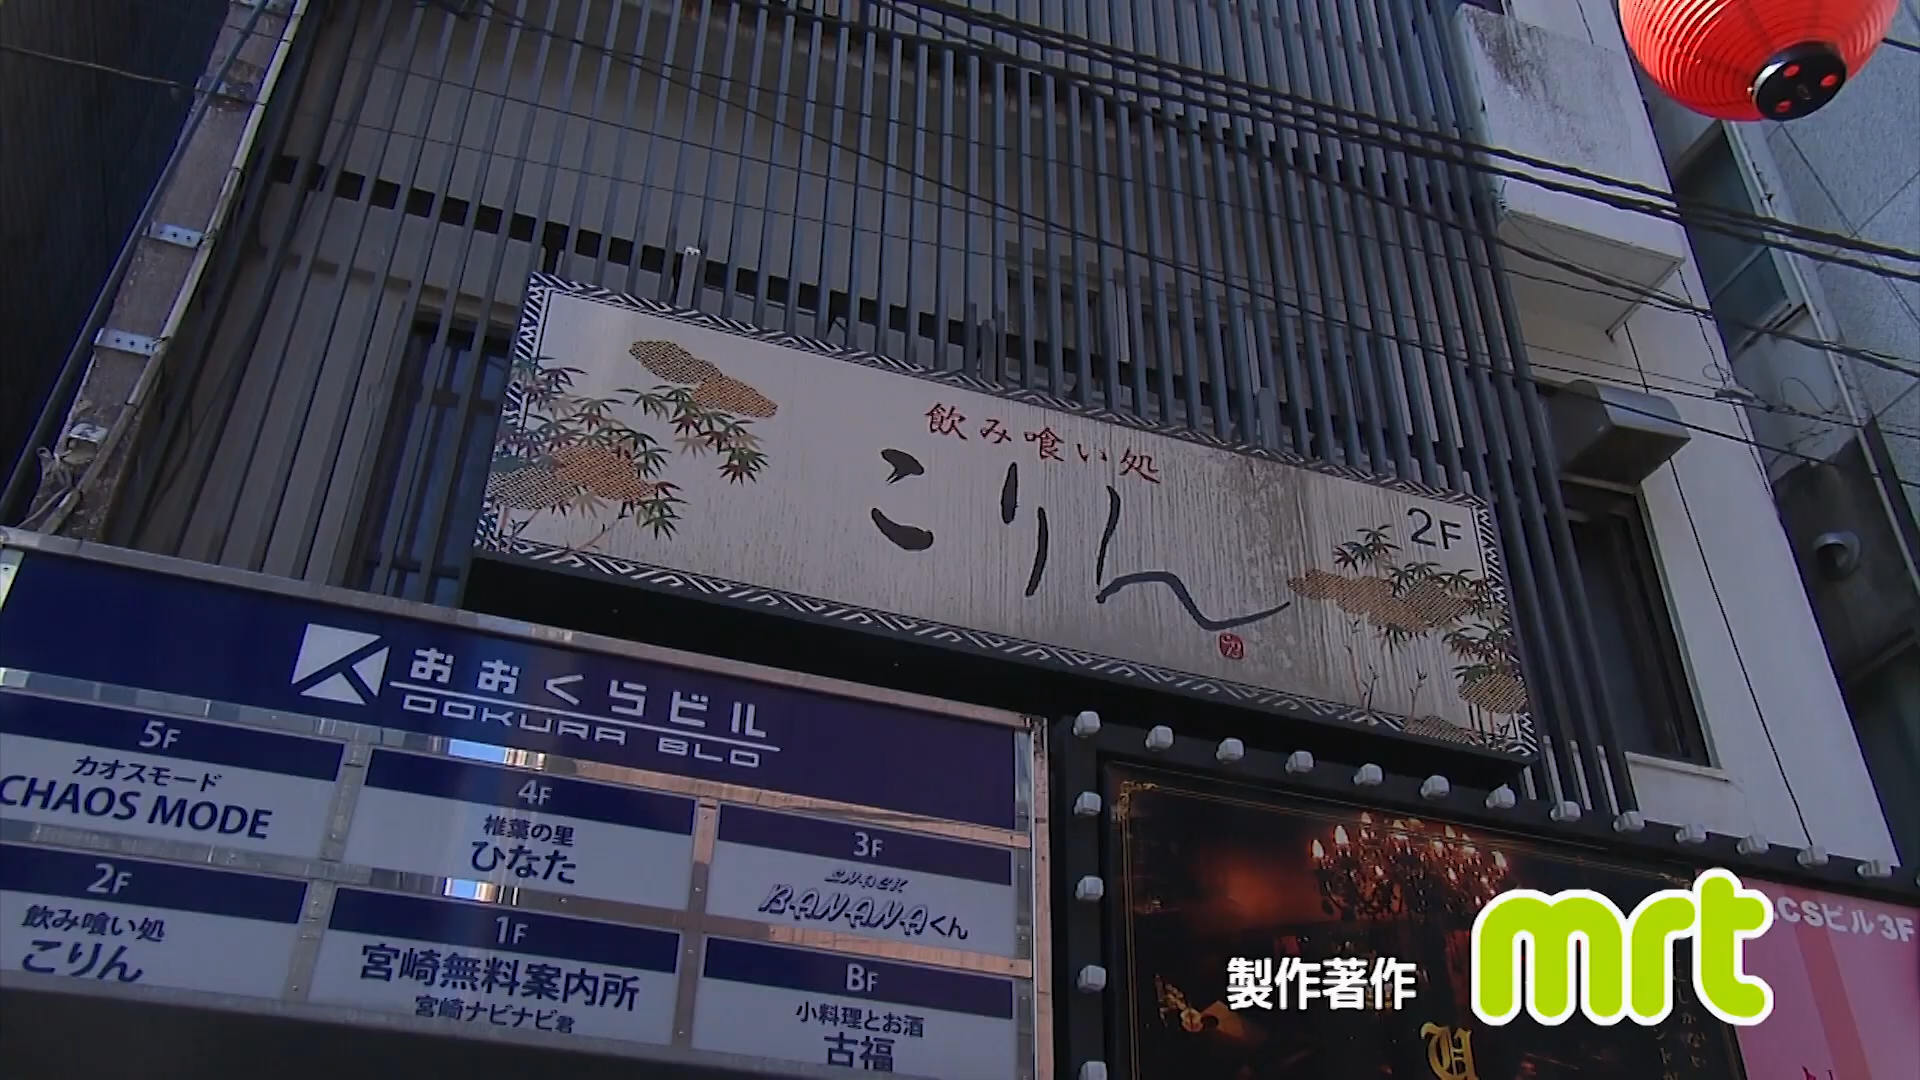 飲み喰い処
こりん
2F
おおくらビル
OOKURA BLD
5F
カオスモード
CHAOS MODE
4F
椎葉の里
ひなた
3F
SNACK
BANANAくん
2F
飲み喰い処
こりん
1F
宮崎無料案内所
宮崎ナビナビ君
BF
小料理とお酒
古福
CSビル3F
製作著作
mrt